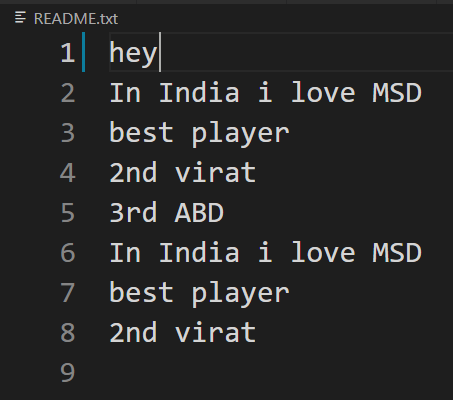 README.txt
1 hey
2 In India i love MSD
3 best player
4 2nd virat
5 3rd ABD
6 In India i love MSD
7 best player
8 2nd virat
9